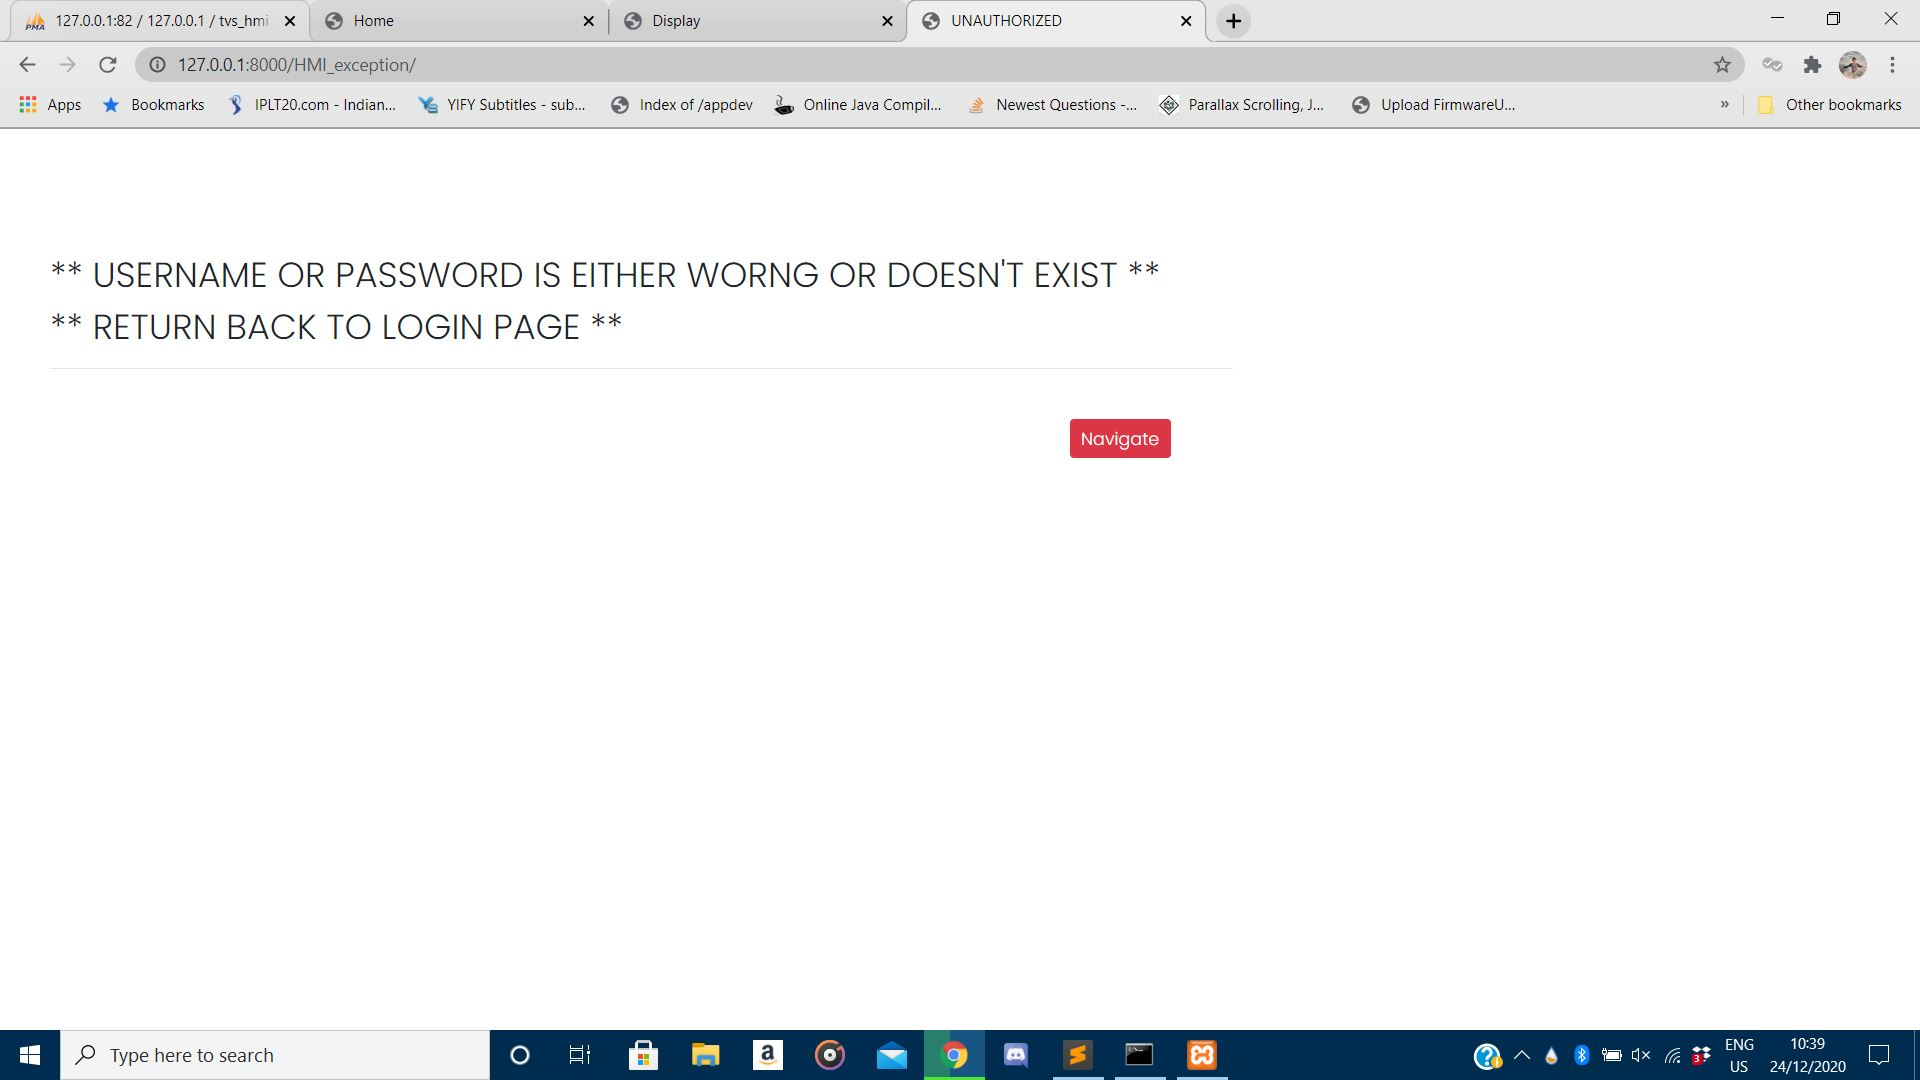 127.0.0.1:82 / 127.0.0.1 / tvs_hmi
Home
Display
UNAUTHORIZED
127.0.0.1:8000/HMI_exception/
Apps
Bookmarks
IPLT20.com - Indian...
YIFY Subtitles - sub...
Index of /appdev
Online Java Compil...
Newest Questions -...
Parallax Scrolling, J...
Upload FirmwareU...
»
Other bookmarks
** USERNAME OR PASSWORD IS EITHER WORNG OR DOESN'T EXIST **
** RETURN BACK TO LOGIN PAGE **
Navigate
Type here to search
ENG
US
10:39
24/12/2020